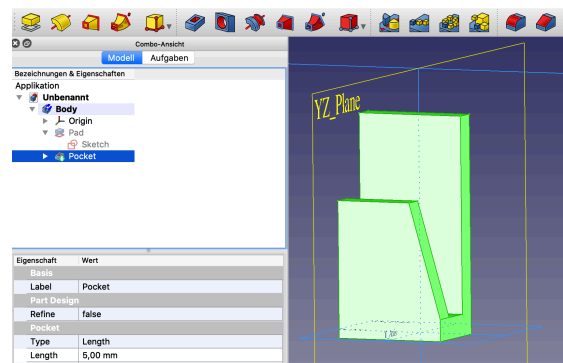 Combo-Ansicht
Modell Aufgaben
Bezeichnungen & Eigenschaften
Applikation
Unbenannt
Body
Origin
Pad
Sketch
Pocket
YZ_Plane
Eigenschaft Wert
Basis
Label Pocket
Part Design
Refine false
Pocket
Type Length
Length 5,00 mm